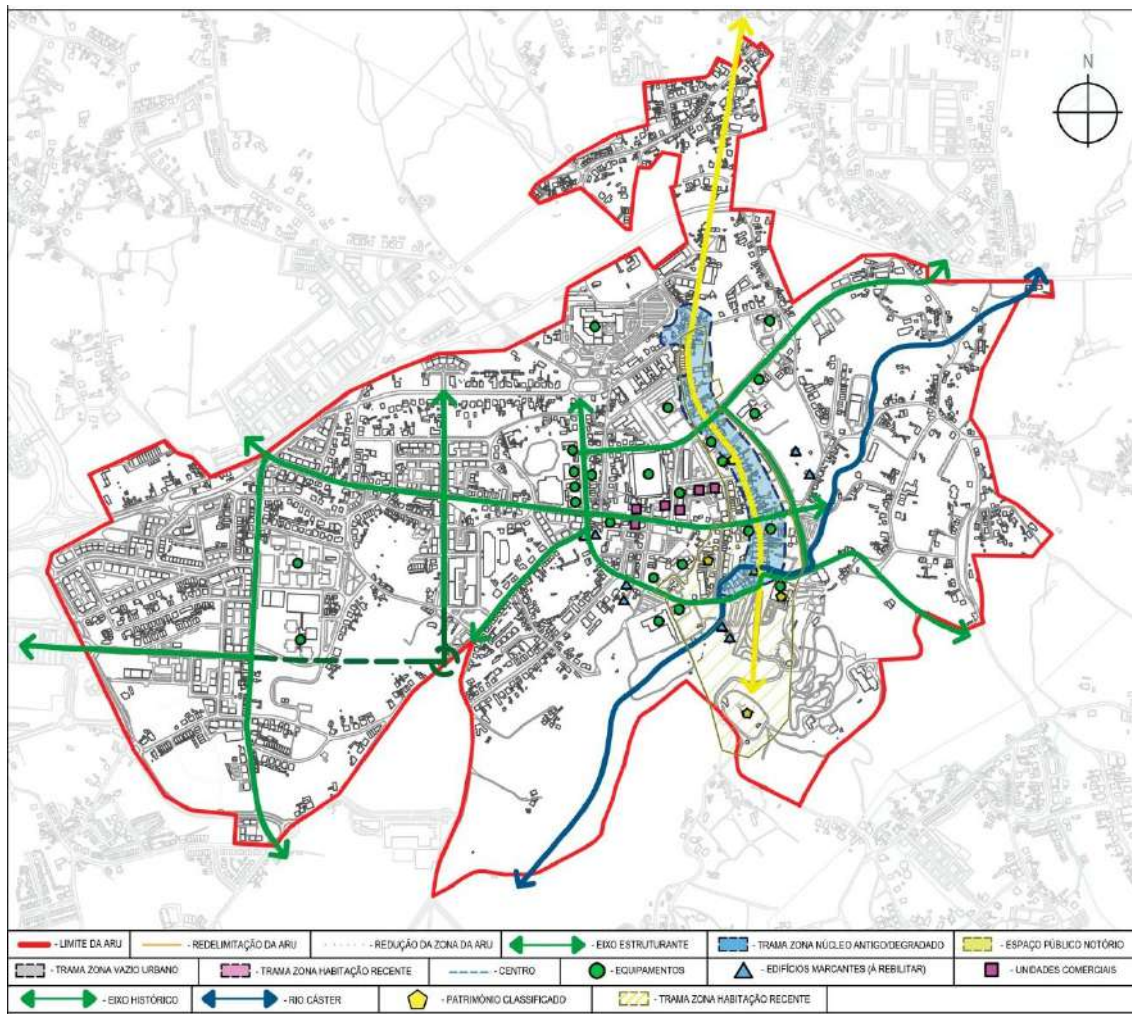 N
- LIMITE DA ARU - REDELIMITAÇÃO DA ARU - REDUÇÃO DA ZONA DA ARU - EIXO ESTRUTURANTE - TRAMA ZONA NÚCLEO ANTIGO/DEGRADADO - ESPAÇO PÚBLICO NOTÓRIO
- TRAMA ZONA VAZIO URBANO - TRAMA ZONA HABITAÇÃO RECENTE - CENTRO - EQUIPAMENTOS - EDIFÍCIOS MARCANTES (À REBILITAR) - UNIDADES COMERCIAIS
- EIXO HISTÓRICO - RIO CÁSTER - PATRIMÓNIO CLASSIFICADO - TRAMA ZONA HABITAÇÃO RECENTE